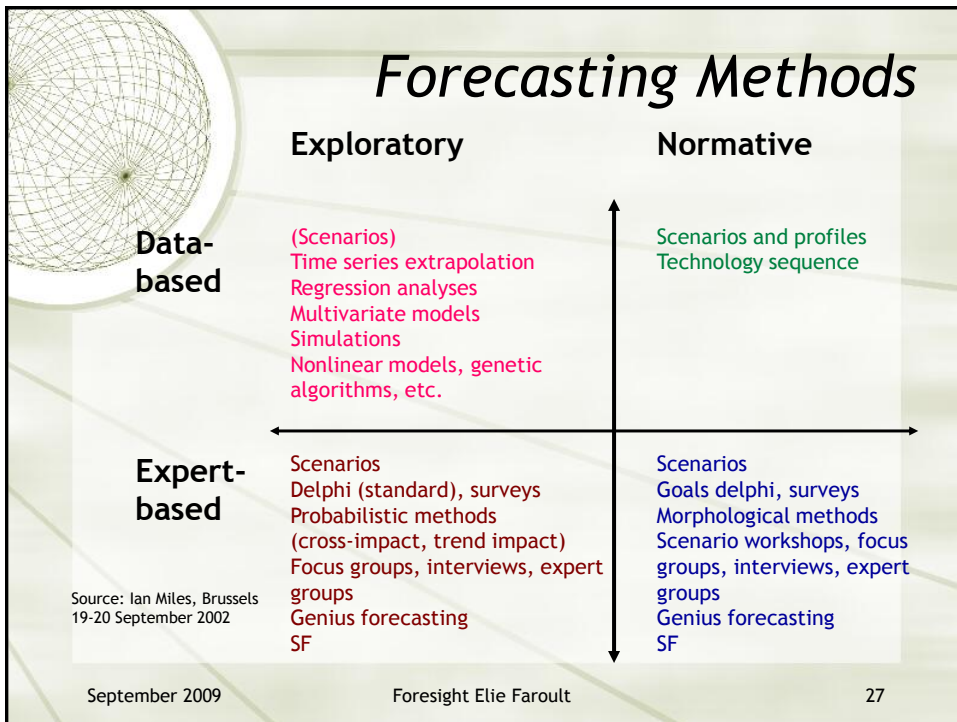 Forecasting Methods
Exploratory
Normative
Data-
based
(Scenarios)
Time series extrapolation
Regression analyses
Multivariate models
Simulations
Nonlinear models, genetic
algorithms, etc.
Scenarios and profiles
Technology sequence
Expert-
based
Scenarios
Delphi (standard), surveys
Probabilistic methods
(cross-impact, trend impact)
Focus groups, interviews, expert
groups
Genius forecasting
SF
Scenarios
Goals delphi, surveys
Morphological methods
Scenario workshops, focus
groups, interviews, expert
groups
Genius forecasting
SF
Source: Ian Miles, Brussels
19-20 September 2002
September 2009
Foresight Elie Faroult
27